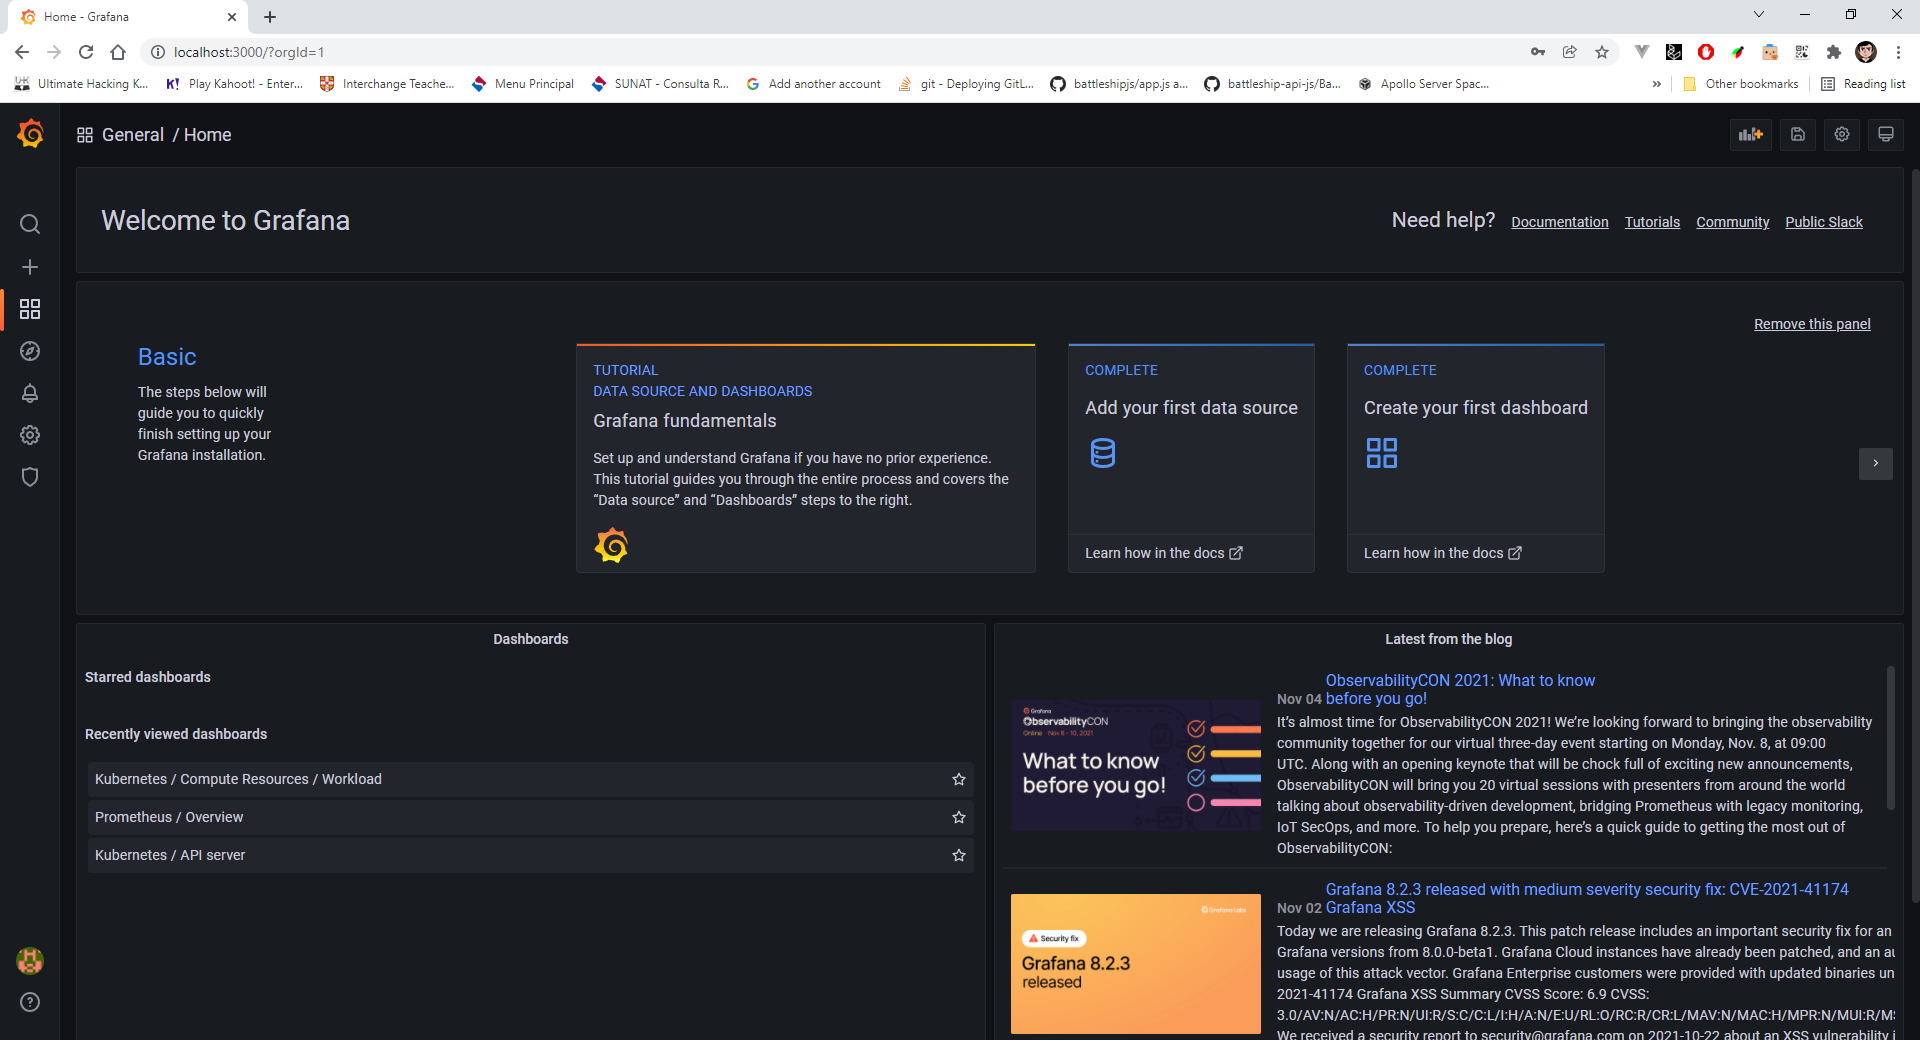 Home - Grafana
localhost:3000/?orgId=1
Ultimate Hacking K...
Play Kahoot! - Enter...
Interchange Teache...
Menu Principal
SUNAT - Consulta R...
Add another account
git - Deploying GitL...
battleshipjs/app.js a...
battleship-api-js/Ba...
Apollo Server Spac...
»
Other bookmarks
Reading list
General / Home
Welcome to Grafana
Need help?
Documentation
Tutorials
Community
Public Slack
Remove this panel
Basic
The steps below will
guide you to quickly
finish setting up your
Grafana installation.
TUTORIAL
DATA SOURCE AND DASHBOARDS
Grafana fundamentals
Set up and understand Grafana if you have no prior experience.
This tutorial guides you through the entire process and covers the
“Data source” and “Dashboards” steps to the right.
COMPLETE
Add your first data source
Learn how in the docs
COMPLETE
Create your first dashboard
Learn how in the docs
Dashboards
Starred dashboards
Recently viewed dashboards
Kubernetes / Compute Resources / Workload
Prometheus / Overview
Kubernetes / API server
Latest from the blog
Grafana
ObservabilityCON
Online Nov 8 - 10, 2021
What to know
before you go!
ObservabilityCON 2021: What to know
Nov 04 before you go!
It’s almost time for ObservabilityCON 2021! We’re looking forward to bringing the observability
community together for our virtual three-day event starting on Monday, Nov. 8, at 09:00
UTC. Along with an opening keynote that will be chock full of exciting new announcements,
ObservabilityCON will bring you 20 virtual sessions with presenters from around the world
talking about observability-driven development, bridging Prometheus with legacy monitoring,
IoT SecOps, and more. To help you prepare, here’s a quick guide to getting the most out of
ObservabilityCON:
Grafana Labs
Security fix
Grafana 8.2.3
released
Grafana 8.2.3 released with medium severity security fix: CVE-2021-41174
Nov 02 Grafana XSS
Today we are releasing Grafana 8.2.3. This patch release includes an important security fix for an
Grafana versions from 8.0.0-beta1. Grafana Cloud instances have already been patched, and an au
usage of this attack vector. Grafana Enterprise customers were provided with updated binaries un
2021-41174 Grafana XSS Summary CVSS Score: 6.9 CVSS:
3.0/AV:N/AC:H/PR:N/UI:R/S:C/C:L/I:H/A:N/E:U/RL:O/RC:R/CR:L/MAV:N/MAC:H/MPR:N/MUI:R/MS
We received a security report to security@grafana.com on 2021-10-22 about an XSS vulnerability i